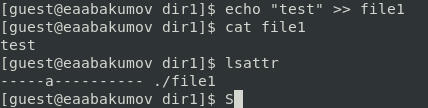 [guest@eaabakumov dir1]$ echo "test" >> file1
[guest@eaabakumov dir1]$ cat file1
test
[guest@eaabakumov dir1]$ lsattr
-----a---------- ./file1
[guest@eaabakumov dir1]$ S